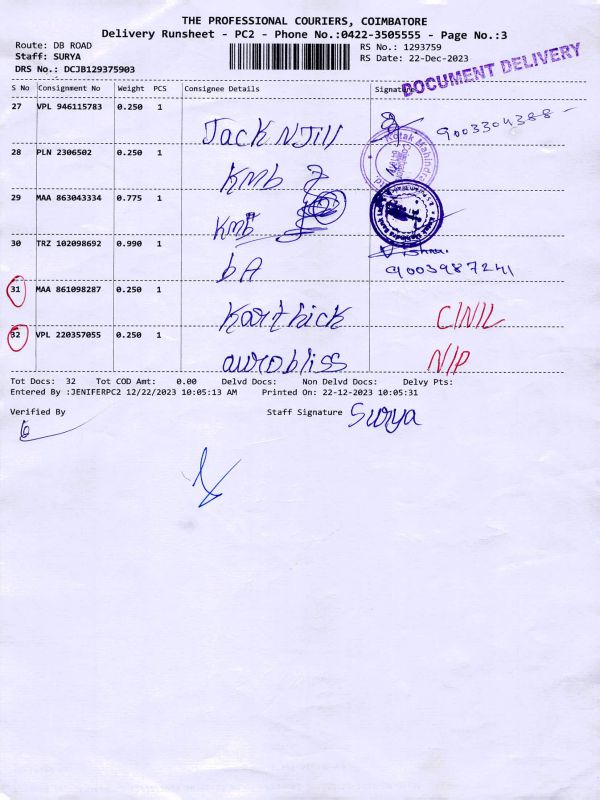 THE PROFESSIONAL COURIERS, COIMBATORE
Delivery Runsheet - PC2 - Phone No.:0422-3505555 - Page No.:3
Route: DB ROAD RS No.: 1293759
Staff: SURYA RS Date: 22-Dec-2023
DRS No.: DCJB129375903
DOCUMENT DELIVERY
S No Consignment No Weight PCS Consignee Details Signature
27 VPL 946115783 0.250 1 Jack N Jill 9003304388
28 PLN 2306502 0.250 1 KMB
Kotak Mahindra
29 MAA 863043334 0.775 1 KMB
30 TRZ 102098692 0.990 1 bA Vishnu 9003987241
31 MAA 861098287 0.250 1 Karthick C/N/L
32 VPL 220357055 0.250 1 aurobliss N/P
Tot Docs: 32 Tot COD Amt: 0.00 Delvd Docs: Non Delvd Docs: Delvy Pts:
Entered By :JENIFERPC2 12/22/2023 10:05:13 AM Printed On: 22-12-2023 10:05:31
Verified By Staff Signature Surya